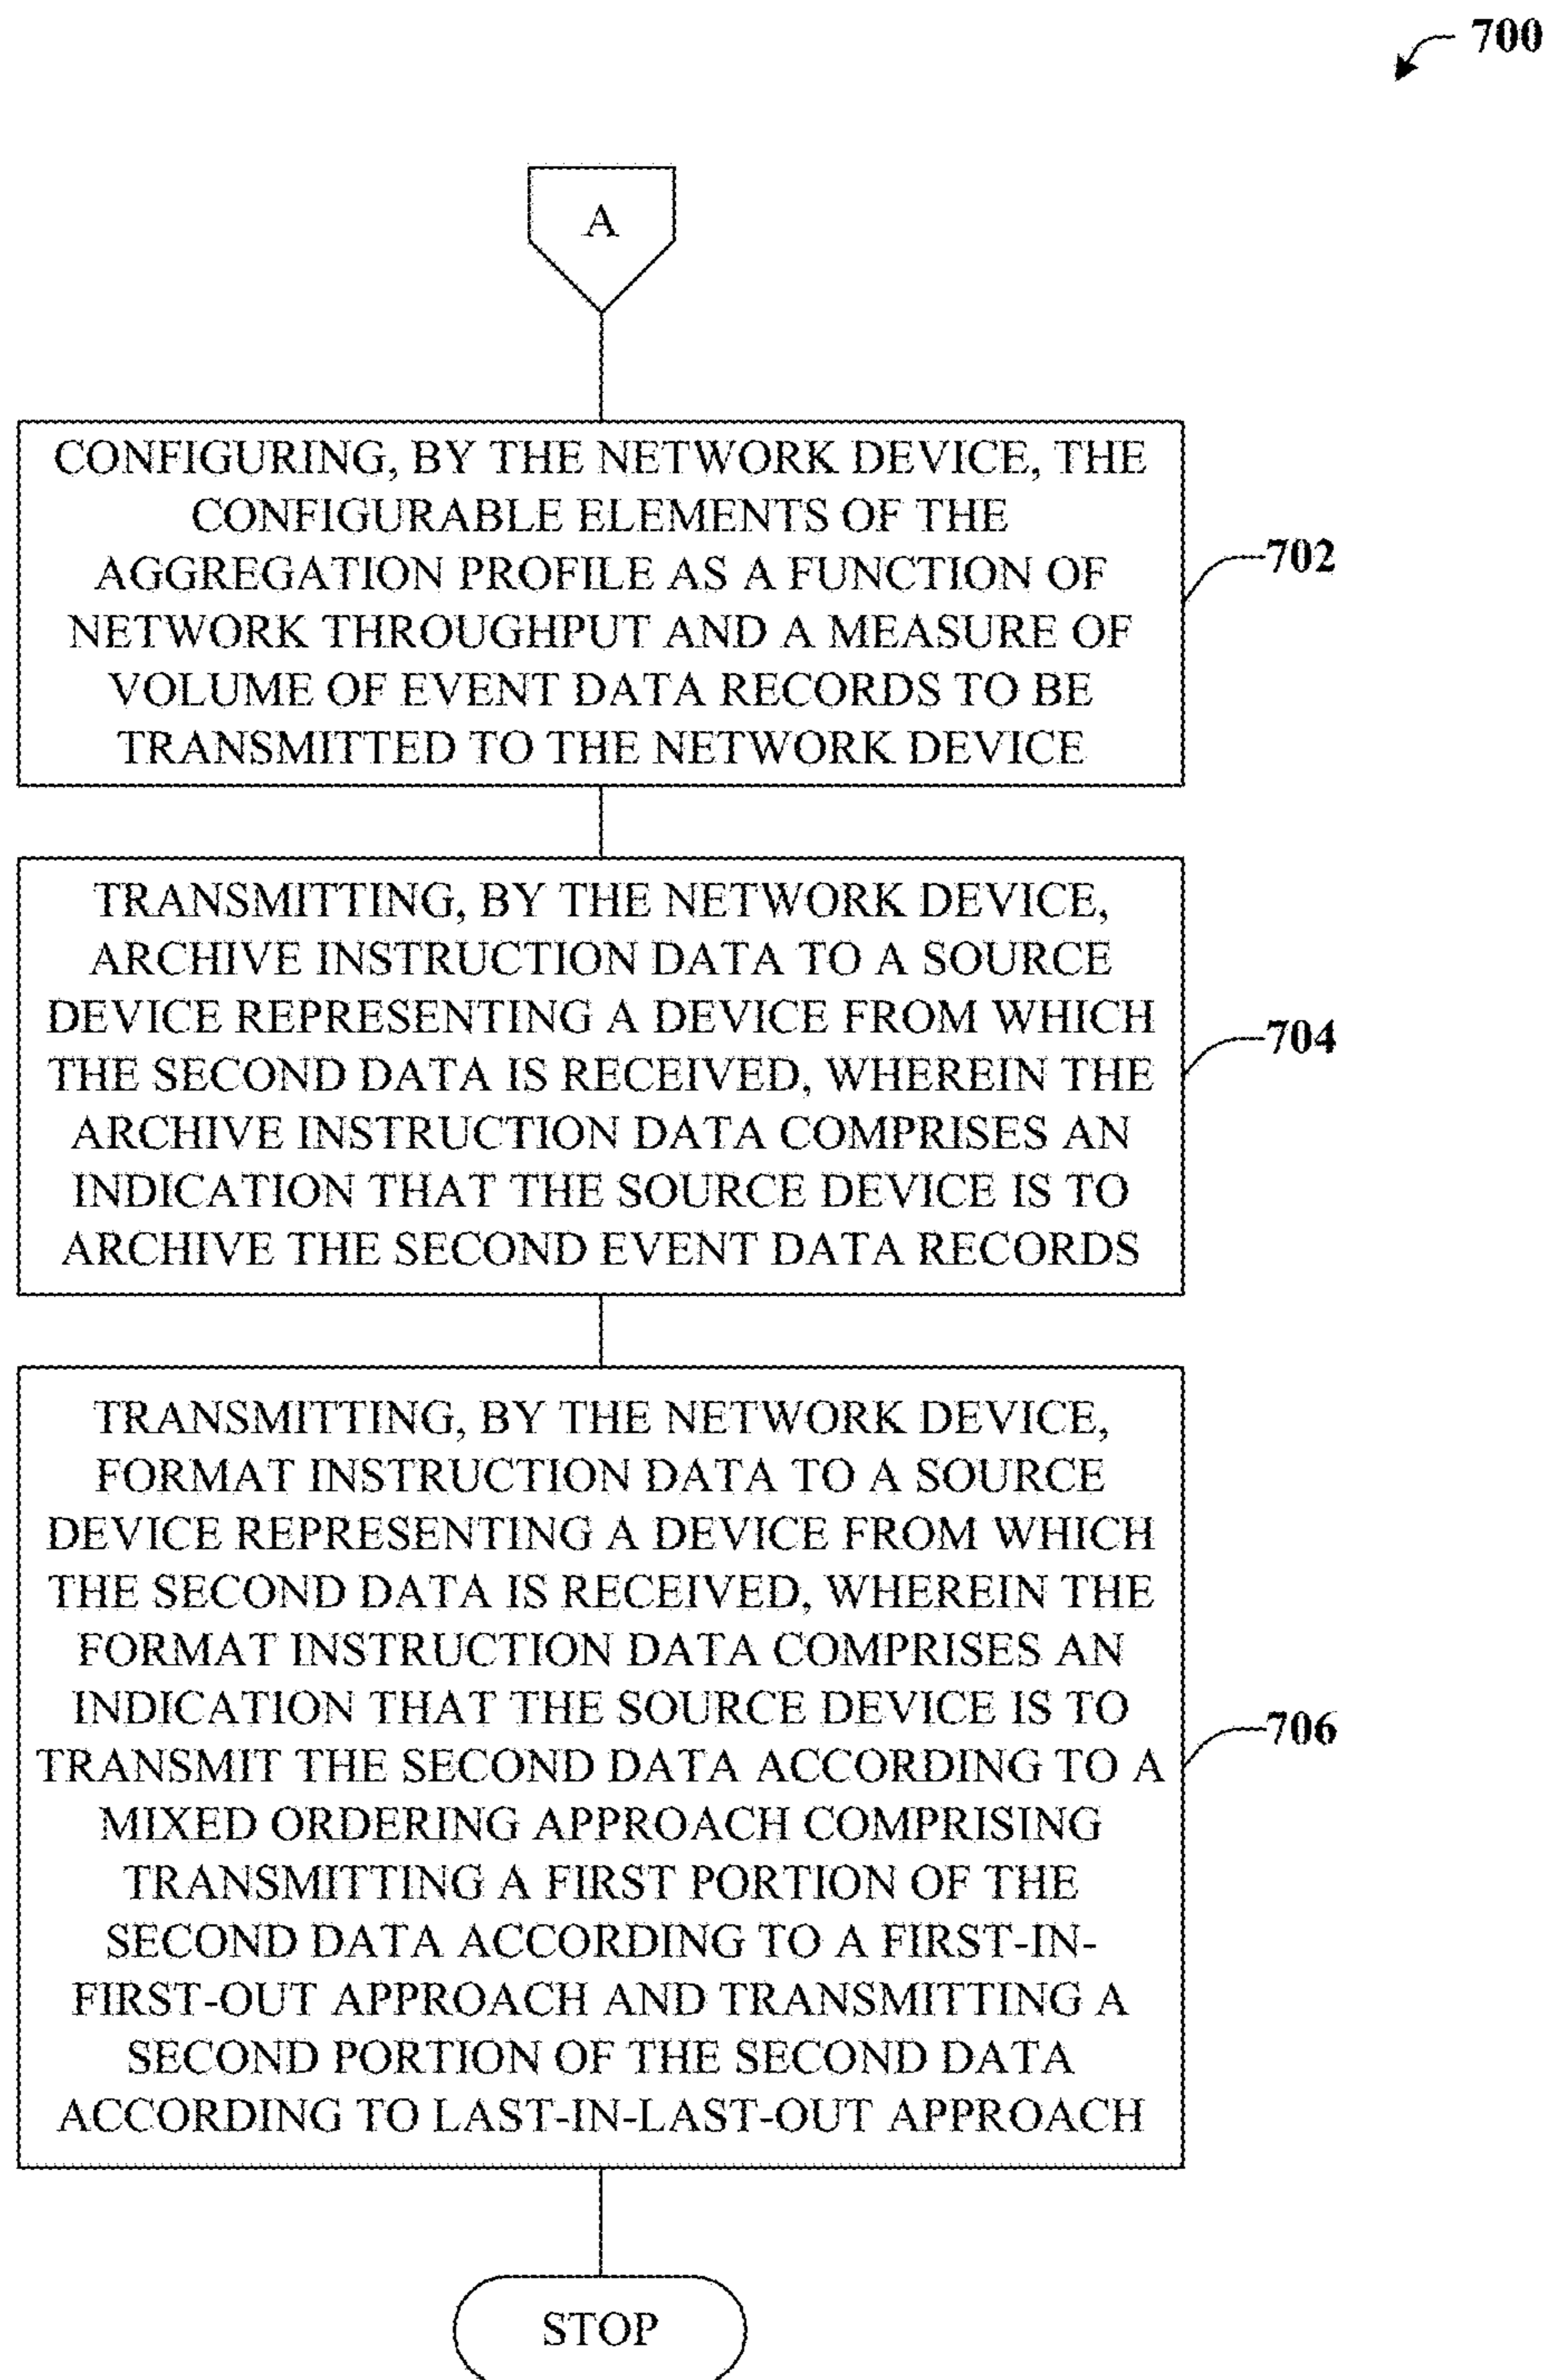 700
A
CONFIGURING, BY THE NETWORK DEVICE, THE
CONFIGURABLE ELEMENTS OF THE
AGGREGATION PROFILE AS A FUNCTION OF
NETWORK THROUGHPUT AND A MEASURE OF
VOLUME OF EVENT DATA RECORDS TO BE
TRANSMITTED TO THE NETWORK DEVICE
702
TRANSMITTING, BY THE NETWORK DEVICE,
ARCHIVE INSTRUCTION DATA TO A SOURCE
DEVICE REPRESENTING A DEVICE FROM WHICH
THE SECOND DATA IS RECEIVED, WHEREIN THE
ARCHIVE INSTRUCTION DATA COMPRISES AN
INDICATION THAT THE SOURCE DEVICE IS TO
ARCHIVE THE SECOND EVENT DATA RECORDS
704
TRANSMITTING, BY THE NETWORK DEVICE,
FORMAT INSTRUCTION DATA TO A SOURCE
DEVICE REPRESENTING A DEVICE FROM WHICH
THE SECOND DATA IS RECEIVED, WHEREIN THE
FORMAT INSTRUCTION DATA COMPRISES AN
INDICATION THAT THE SOURCE DEVICE IS TO
TRANSMIT THE SECOND DATA ACCORDING TO A
MIXED ORDERING APPROACH COMPRISING
TRANSMITTING A FIRST PORTION OF THE
SECOND DATA ACCORDING TO A FIRST-IN-
FIRST-OUT APPROACH AND TRANSMITTING A
SECOND PORTION OF THE SECOND DATA
ACCORDING TO LAST-IN-LAST-OUT APPROACH
706
STOP